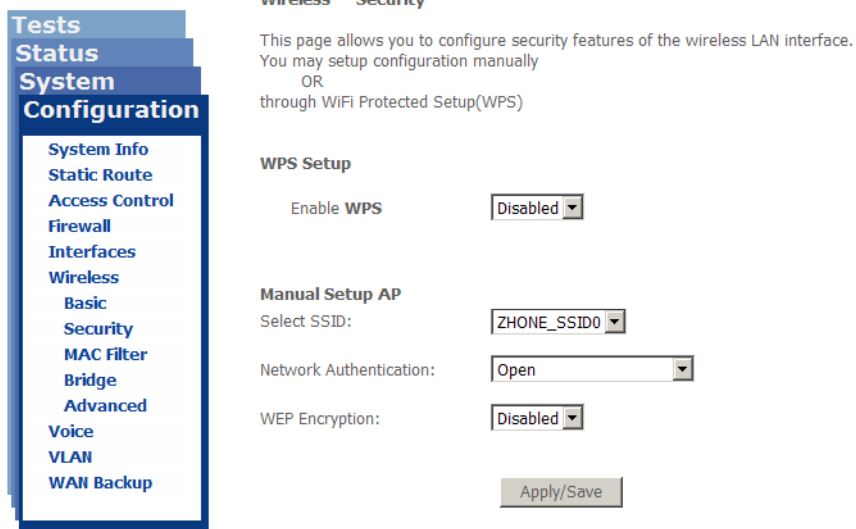 Wireless    Security
Tests
Status
System
Configuration
System Info
Static Route
Access Control
Firewall
Interfaces
Wireless
Basic
Security
MAC Filter
Bridge
Advanced
Voice
VLAN
WAN Backup
This page allows you to configure security features of the wireless LAN interface.
You may setup configuration manually
OR
through WiFi Protected Setup(WPS)
WPS Setup
Enable WPS    Disabled
Manual Setup AP
Select SSID:    ZHONE_SSID0
Network Authentication:    Open
WEP Encryption:    Disabled
Apply/Save